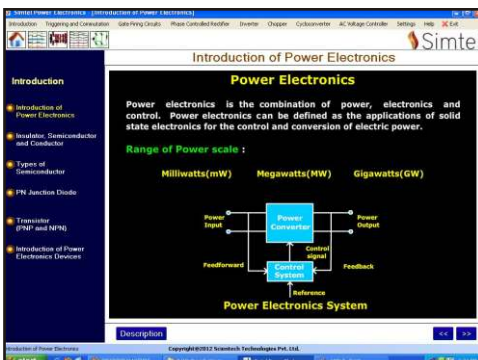 Simtel Power Electronics - [Introduction of Power Electronics]
Introduction Triggering and Commutation Gate Firing Circuits Phase Controlled Rectifier Inverter Chopper Cycloconverter AC Voltage Controller Settings Help Exit
Simte
Introduction of Power Electronics
Introduction
Introduction of
Power Electronics
Insulator, Semiconductor
and Conductor
Types of
Semiconductor
PN Junction Diode
Transistor
(PNP and NPN)
Introduction of Power
Electronics Devices
Power Electronics
Power electronics is the combination of power, electronics and
control. Power electronics can be defined as the applications of solid
state electronics for the control and conversion of electric power.
Range of Power scale :
Milliwatts(mW) Megawatts(MW) Gigawatts(GW)
Power
Input
Power
Converter
Power
Output
Control
signal
Feedforward
Control
System
Feedback
Reference
Power Electronics System
Description
<< >>
Introduction of Power Electronics
Copyright©2012 Scientech Technologies Pvt. Ltd.